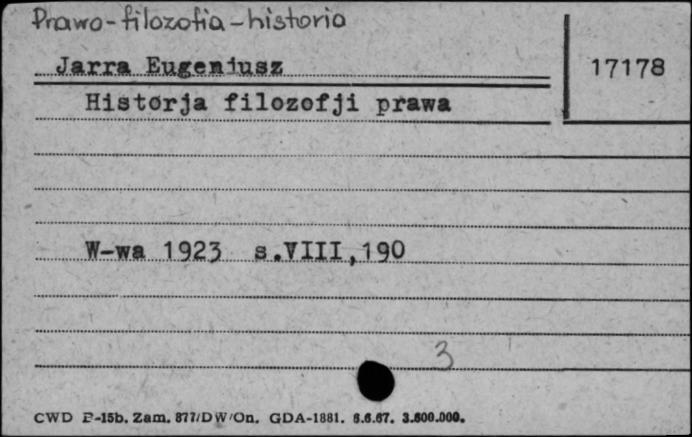 Prawo-filozofia-historia
Jarra Eugeniusz
17178
Historja filozofji prawa
W-wa 1923 s.VIII,190
3
CWD P-15b. Zam. 877/DW/On. GDA-1881. 6.6.67. 3.600.000.